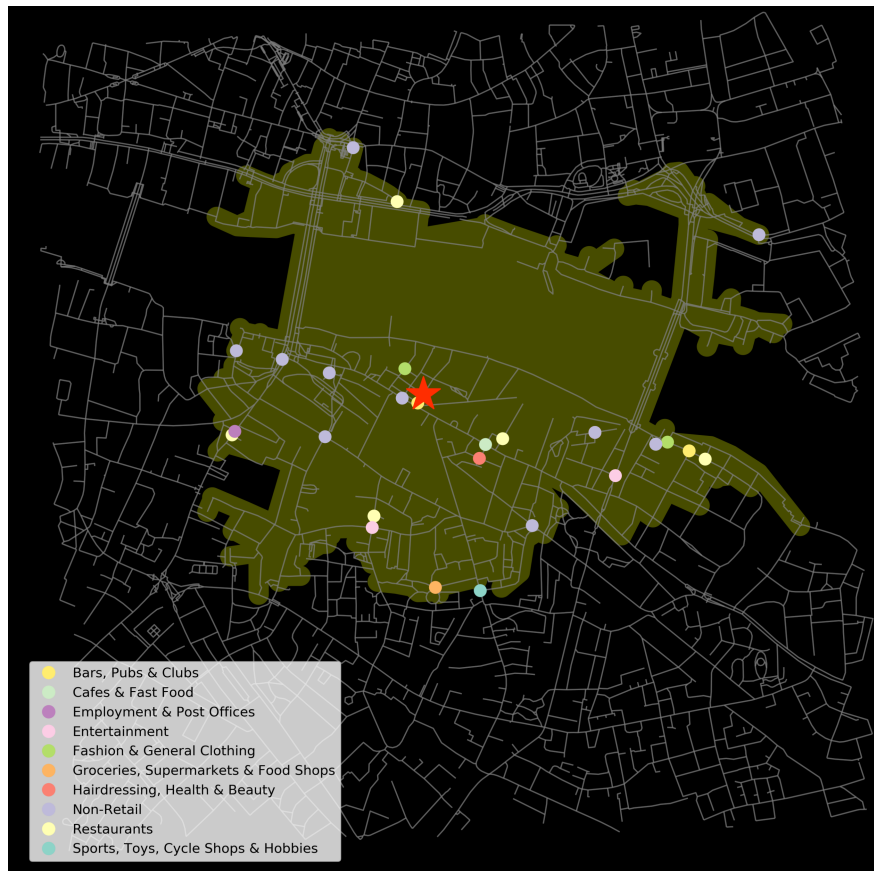 Bars, Pubs & Clubs
Cafes & Fast Food
Employment & Post Offices
Entertainment
Fashion & General Clothing
Groceries, Supermarkets & Food Shops
Hairdressing, Health & Beauty
Non-Retail
Restaurants
Sports, Toys, Cycle Shops & Hobbies